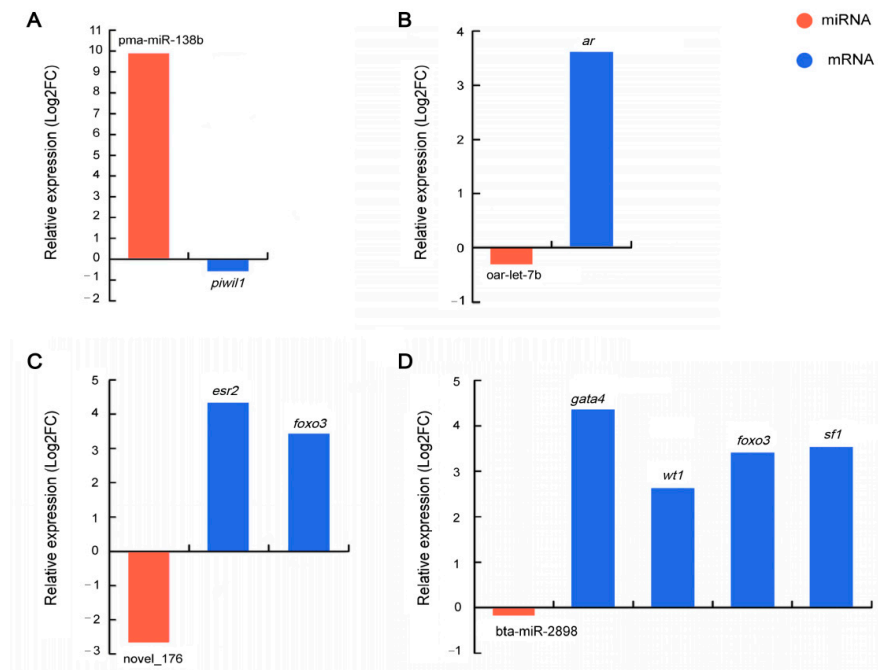 A
Relative expression (Log2FC)
11
10
9
8
7
6
5
4
3
2
1
0
−1
−2
pma-miR-138b
piwil1
B
Relative expression (Log2FC)
4
3
2
1
0
−1
ar
oar-let-7b
miRNA
mRNA
C
Relative expression (Log2FC)
5
4
3
2
1
0
−1
−2
−3
esr2
foxo3
novel_176
D
Relative expression (Log2FC)
5
4
3
2
1
0
−1
gata4
wt1
foxo3
sf1
bta-miR-2898